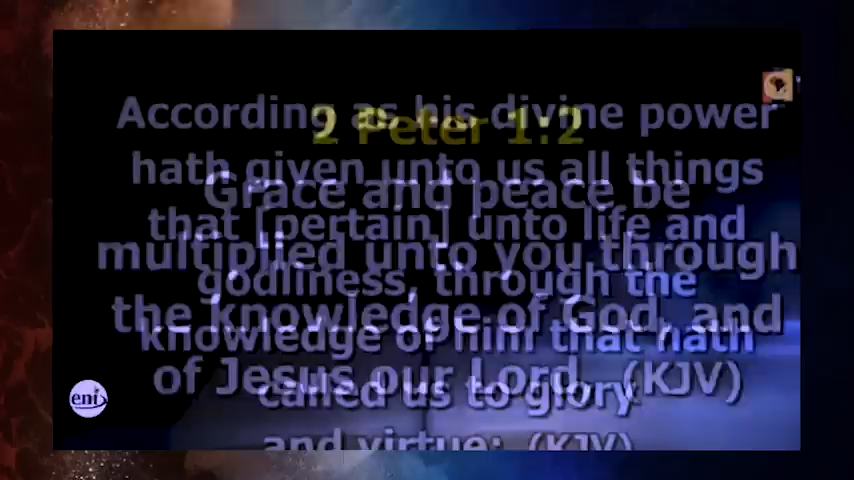 2 Peter 1:2
Grace and peace be
multiplied unto you through
the knowledge of God, and
of Jesus our Lord, (KJV)
According as his divine power
hath given unto us all things
that [pertain] unto life and
godliness, through the
knowledge of him that hath
called us to glory
and virtue: (KJV)
eni